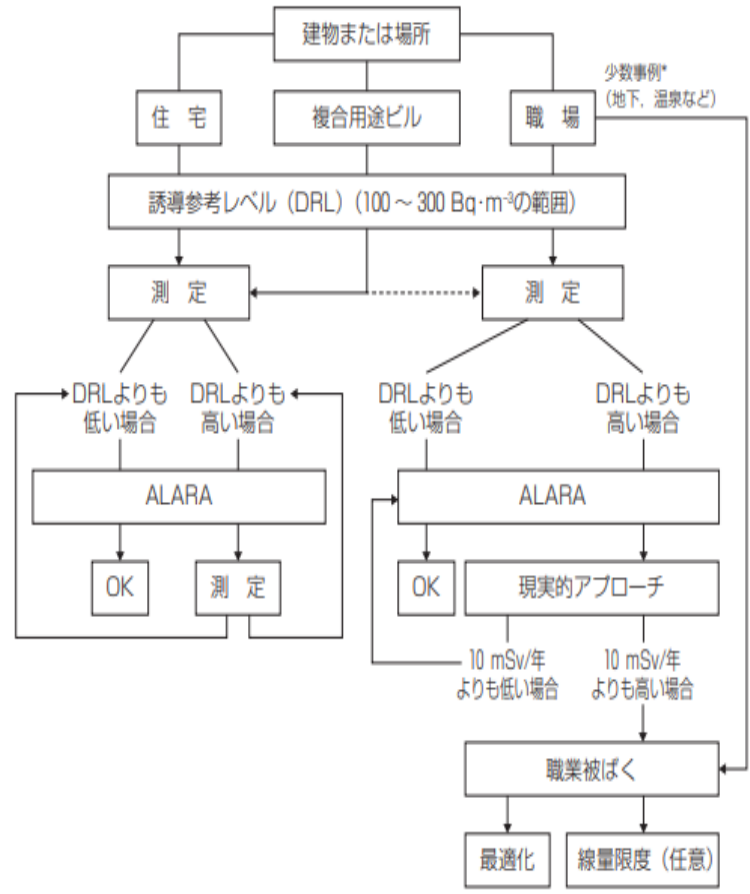 建物または場所
少数事例*
（地下，温泉など）
住　宅
複合用途ビル
職　場
誘導参考レベル（DRL）（100 ～ 300 Bq･m⁻³の範囲）
測　定
測　定
DRLよりも
低い場合
DRLよりも
高い場合
DRLよりも
低い場合
DRLよりも
高い場合
ALARA
ALARA
OK
測　定
OK
現実的アプローチ
10 mSv/年
よりも低い場合
10 mSv/年
よりも高い場合
職業被ばく
最適化
線量限度（任意）